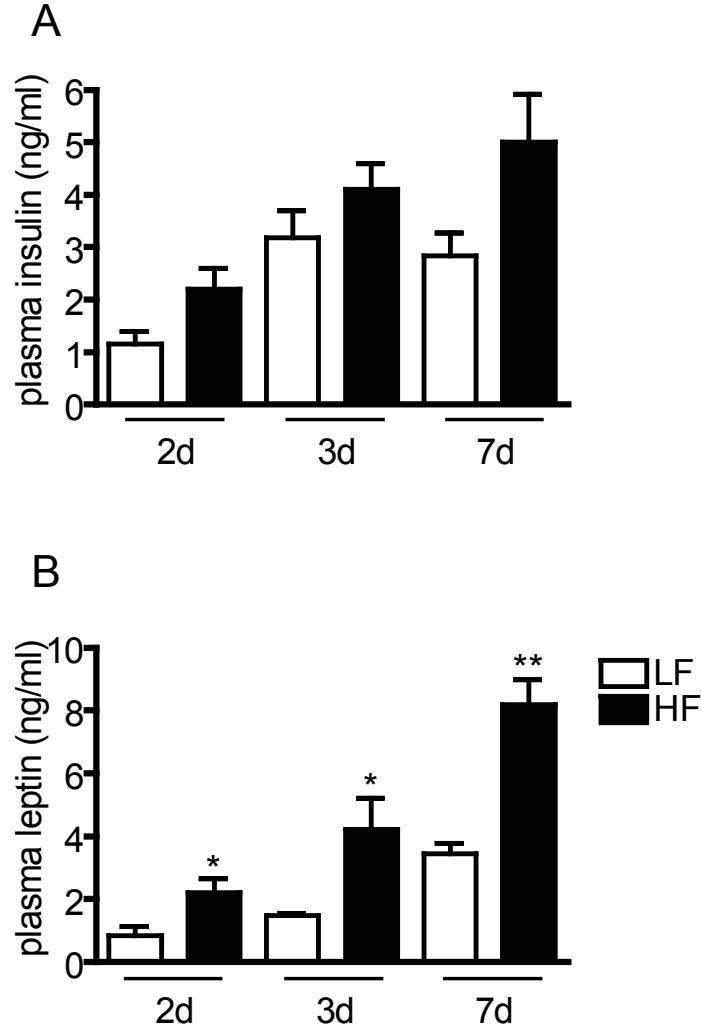 A
plasma insulin (ng/ml)
6
5
4
3
2
1
0
2d 3d 7d
B
plasma leptin (ng/ml)
10
8
6
4
2
0
* * **
2d 3d 7d
LF
HF